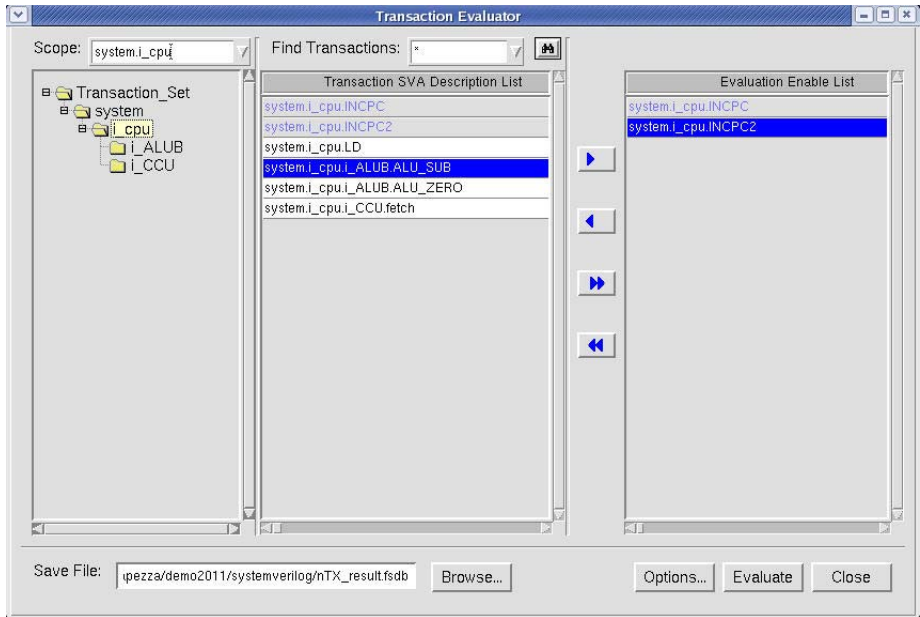 Transaction Evaluator
Scope: system.i_cpu
Find Transactions: *
Transaction_Set
system
i_cpu
i_ALUB
i_CCU
Transaction SVA Description List
system.i_cpu.INCPC
system.i_cpu.INCPC2
system.i_cpu.LD
system.i_cpu.i_ALUB.ALU_SUB
system.i_cpu.i_ALUB.ALU_ZERO
system.i_cpu.i_CCU.fetch
Evaluation Enable List
system.i_cpu.INCPC
system.i_cpu.INCPC2
Save File: ıpezza/demo2011/systemverilog/nTX_result.fsdb Browse... Options... Evaluate Close